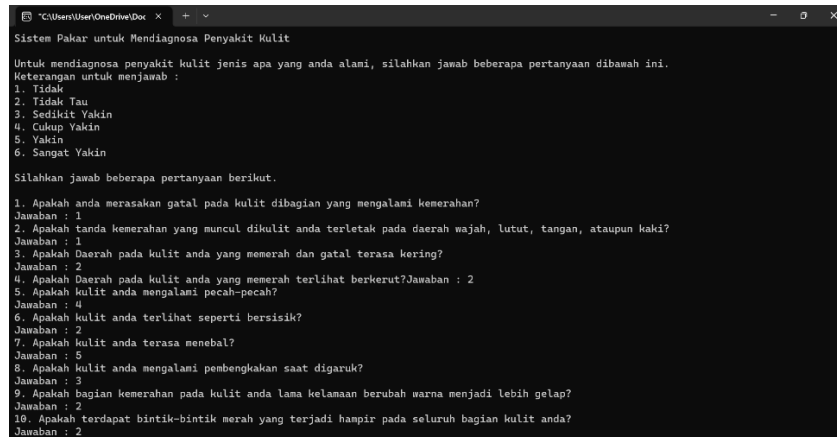 "C:\Users\User\OneDrive\Doc
Sistem Pakar untuk Mendiagnosa Penyakit Kulit
Untuk mendiagnosa penyakit kulit jenis apa yang anda alami, silahkan jawab beberapa pertanyaan dibawah ini.
Keterangan untuk menjawab :
1. Tidak
2. Tidak Tau
3. Sedikit Yakin
4. Cukup Yakin
5. Yakin
6. Sangat Yakin
Silahkan jawab beberapa pertanyaan berikut.
1. Apakah anda merasakan gatal pada kulit dibagian yang mengalami kemerahan?
Jawaban : 1
2. Apakah tanda kemerahan yang muncul dikulit anda terletak pada daerah wajah, lutut, tangan, ataupun kaki?
Jawaban : 1
3. Apakah Daerah pada kulit anda yang memerah dan gatal terasa kering?
Jawaban : 2
4. Apakah Daerah pada kulit anda yang memerah terlihat berkerut?Jawaban : 2
5. Apakah kulit anda mengalami pecah-pecah?
Jawaban : 4
6. Apakah kulit anda terlihat seperti bersisik?
Jawaban : 2
7. Apakah kulit anda terasa menebal?
Jawaban : 5
8. Apakah kulit anda mengalami pembengkakan saat digaruk?
Jawaban : 3
9. Apakah bagian kemerahan pada kulit anda lama kelamaan berubah warna menjadi lebih gelap?
Jawaban : 2
10. Apakah terdapat bintik-bintik merah yang terjadi hampir pada seluruh bagian kulit anda?
Jawaban : 2